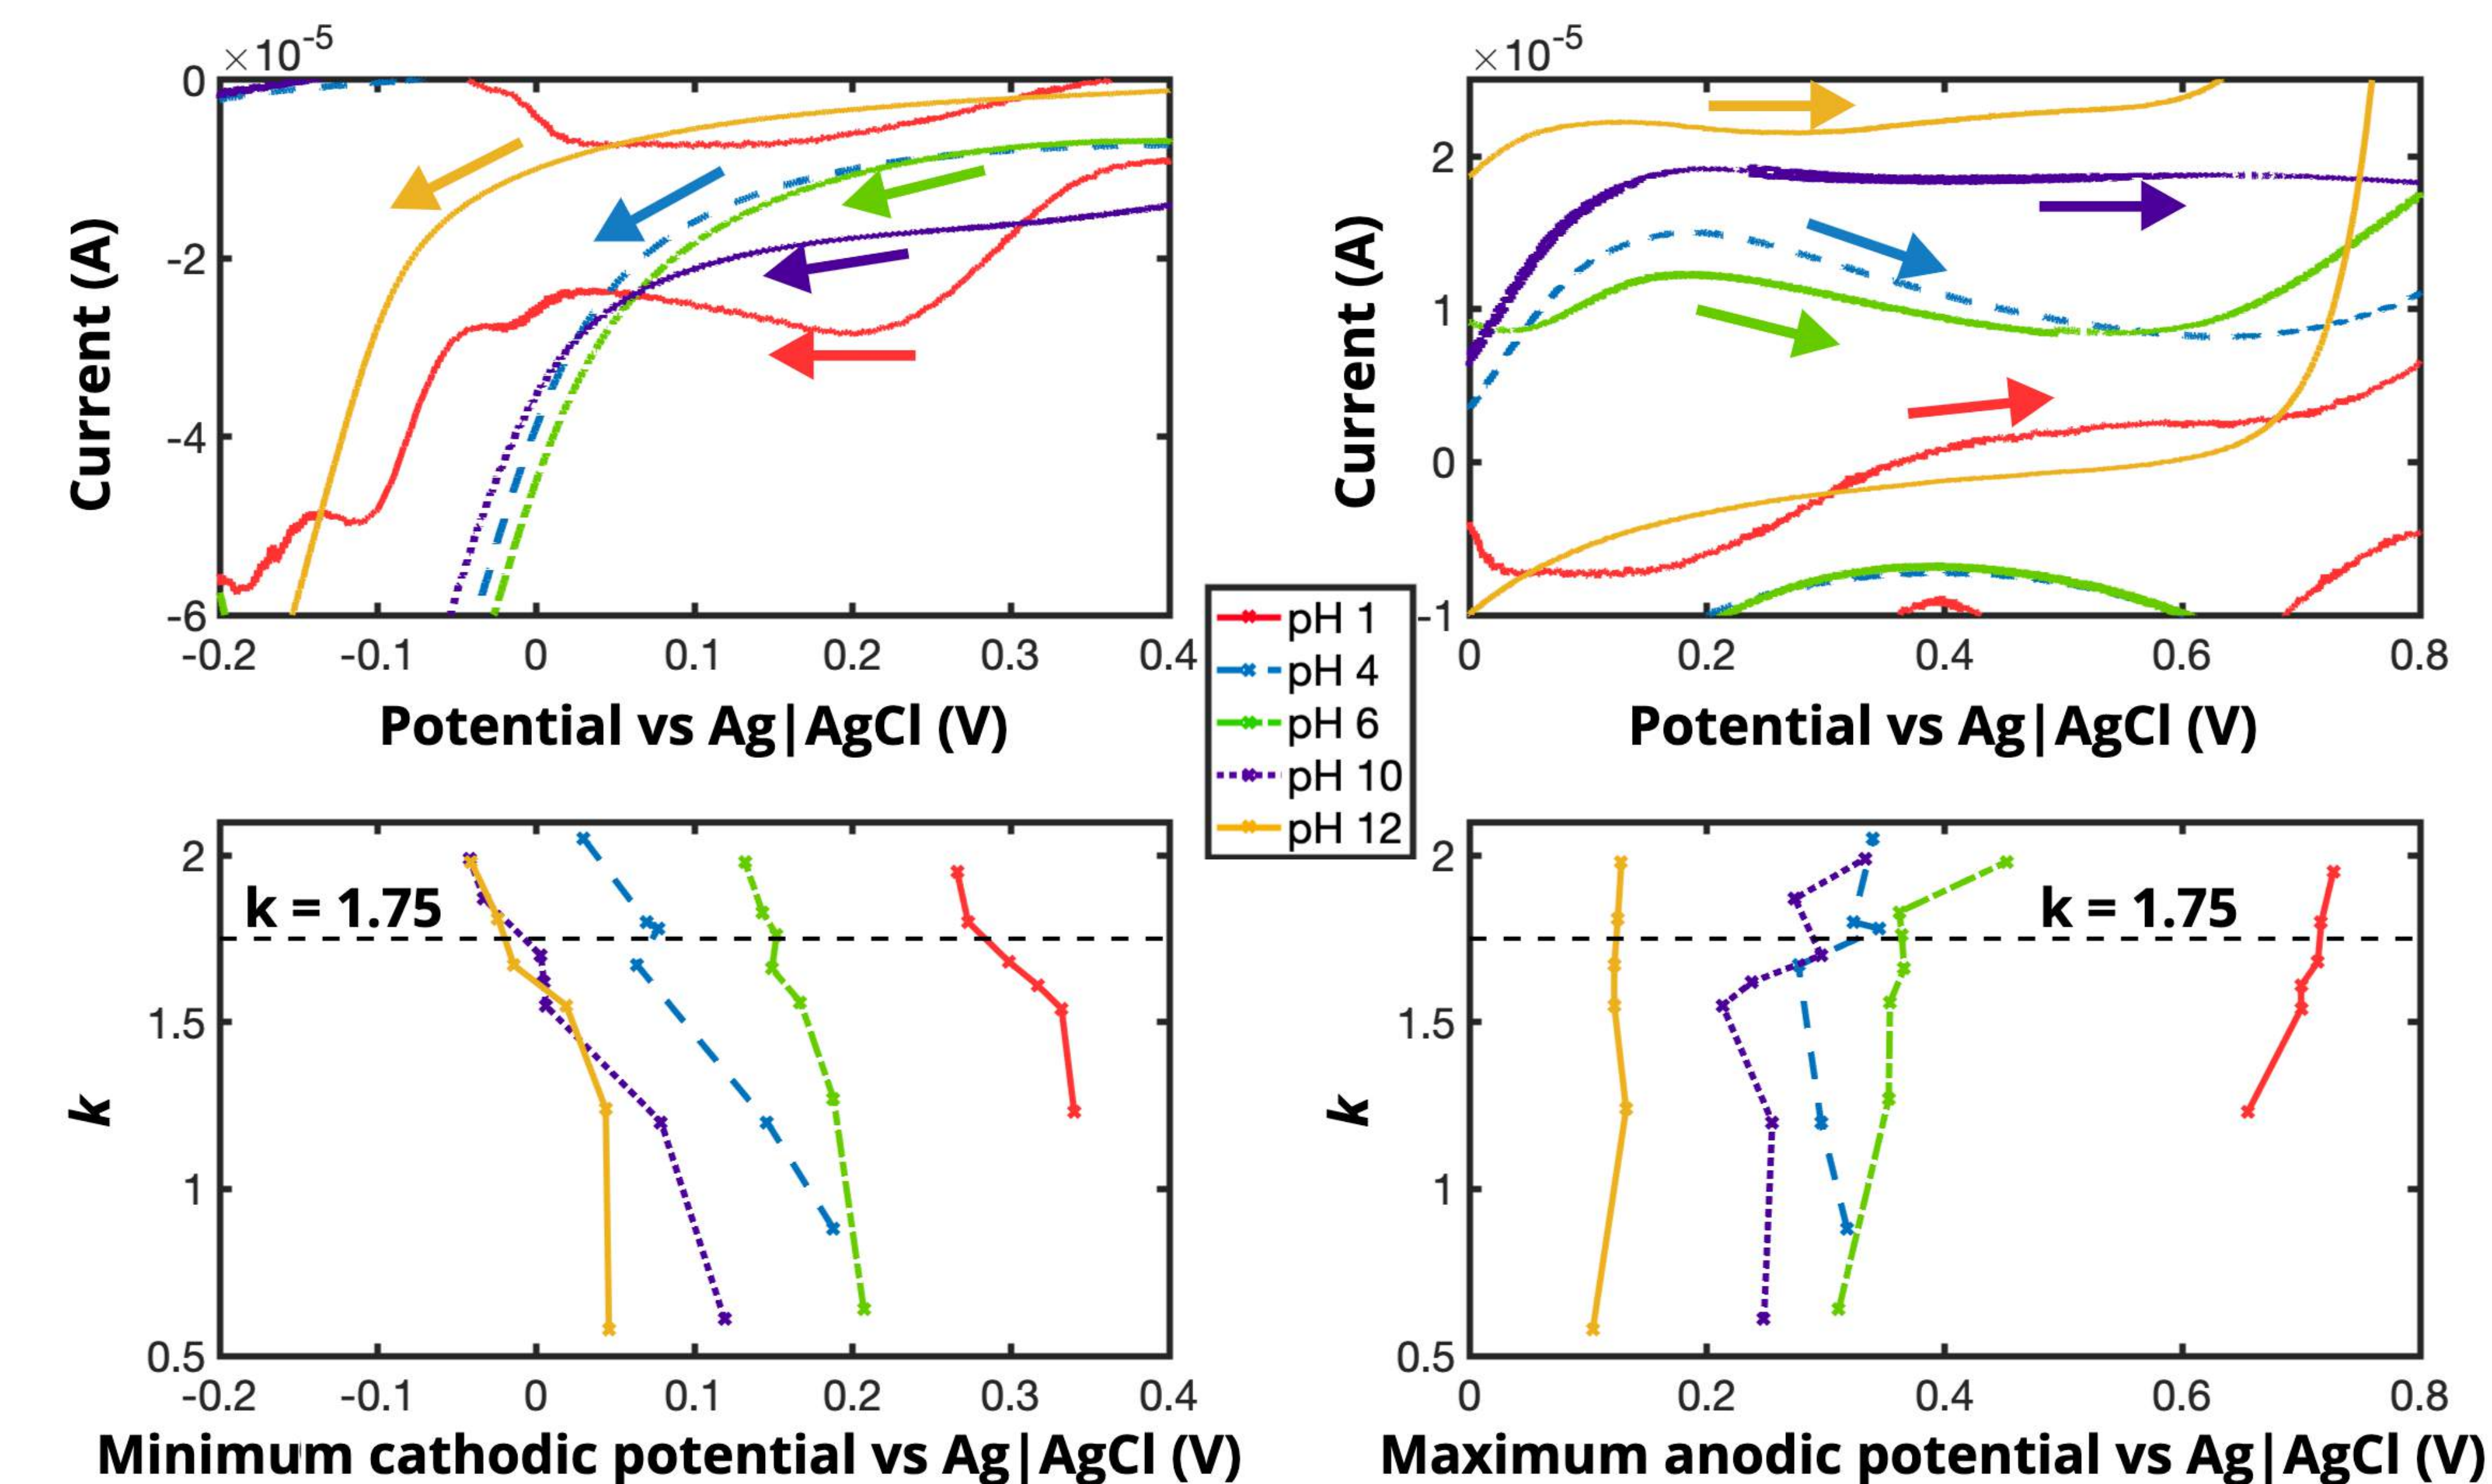 ×10-5
0
-2
-4
-6
Current (A)
-0.2 -0.1 0 0.1 0.2 0.3 0.4
Potential vs Ag|AgCl (V)
×10-5
2
1
0
-1
Current (A)
0 0.2 0.4 0.6 0.8
Potential vs Ag|AgCl (V)
pH 1
pH 4
pH 6
pH 10
pH 12
2
1.5
1
0.5
k
k = 1.75
-0.2 -0.1 0 0.1 0.2 0.3 0.4
Minimum cathodic potential vs Ag|AgCl (V)
2
1.5
1
0.5
k
k = 1.75
0 0.2 0.4 0.6 0.8
Maximum anodic potential vs Ag|AgCl (V)